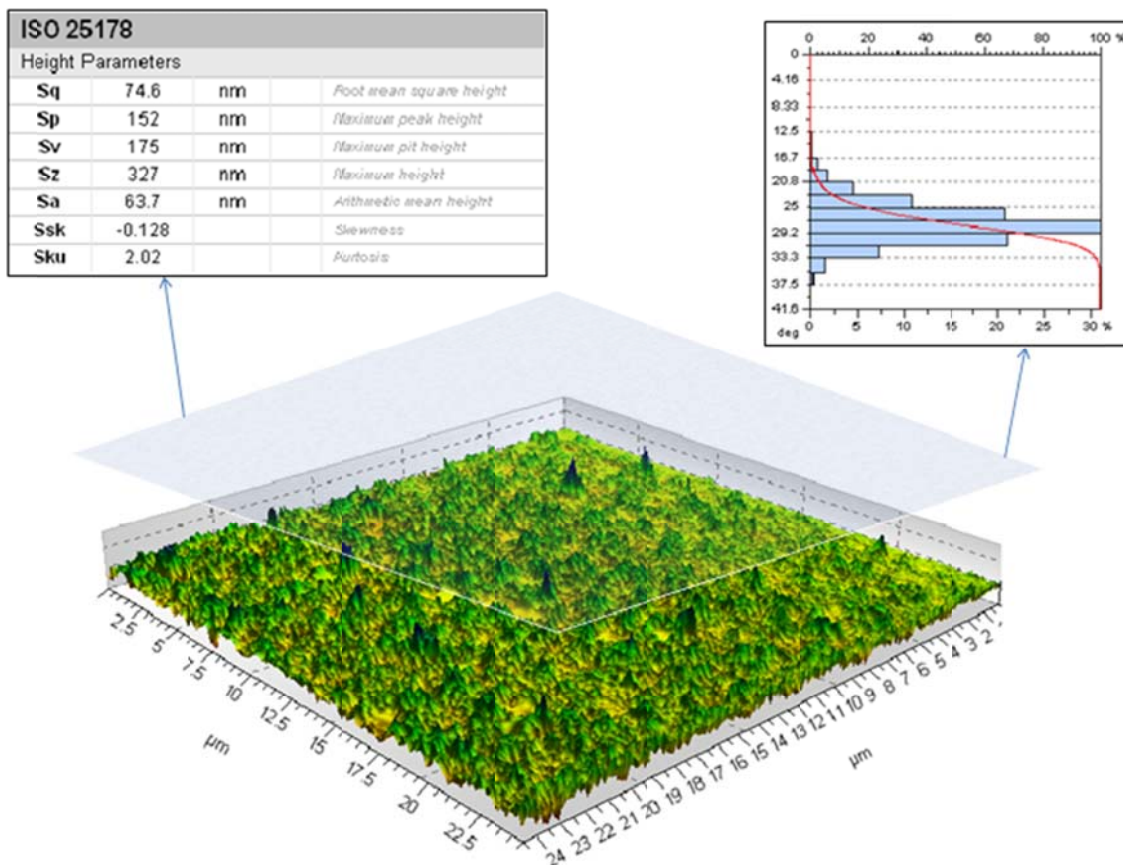 ISO 25178
Height Parameters
Sq 74.6 nm Root mean square height
Sp 152 nm Maximum peak height
Sv 175 nm Maximum pit height
Sz 327 nm Maximum height
Sa 63.7 nm Arithmetic mean height
Ssk -0.128 Skewness
Sku 2.02 Kurtosis
0 20 40 60 80 100 %
0
4.16
8.33
12.5
16.7
20.8
25
29.2
33.3
37.5
41.6
deg 0 5 10 15 20 25 30 %
2.5 5 7.5 10 12.5 15 17.5 20 22.5
µm
24 23 22 21 20 19 18 17 16 15 14 13 12 11 10 9 8 7 6 5 4 3 2
µm